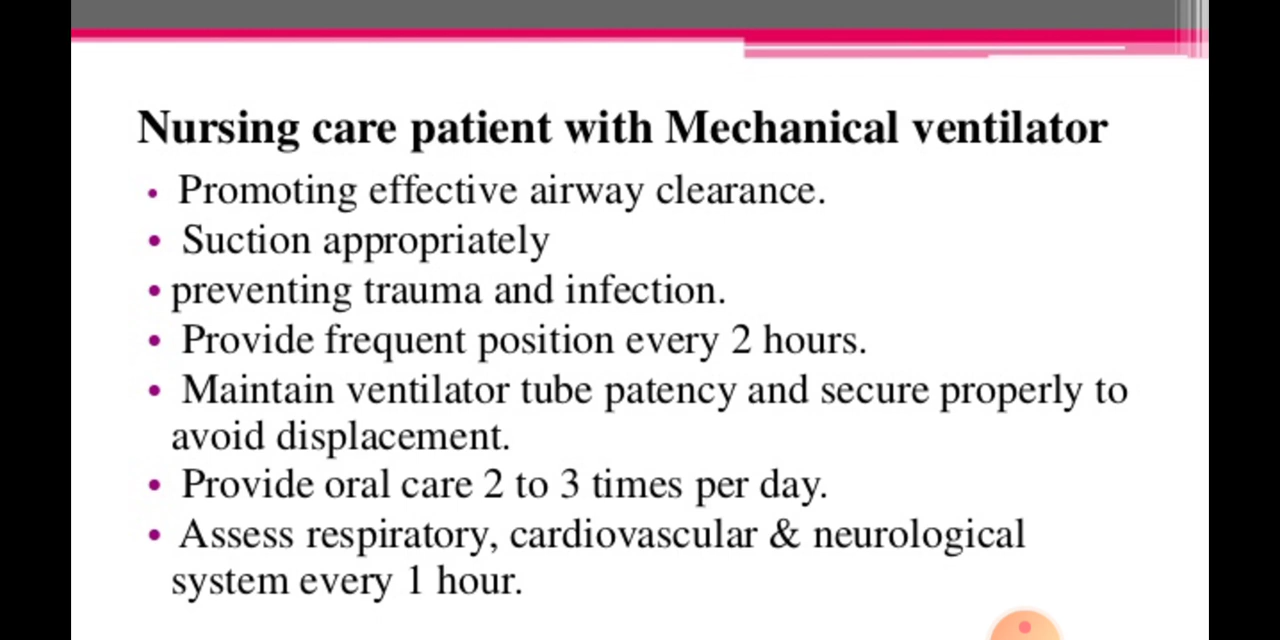 Nursing care patient with Mechanical ventilator
• Promoting effective airway clearance.
• Suction appropriately
• preventing trauma and infection.
• Provide frequent position every 2 hours.
• Maintain ventilator tube patency and secure properly to
avoid displacement.
• Provide oral care 2 to 3 times per day.
• Assess respiratory, cardiovascular & neurological
system every 1 hour.